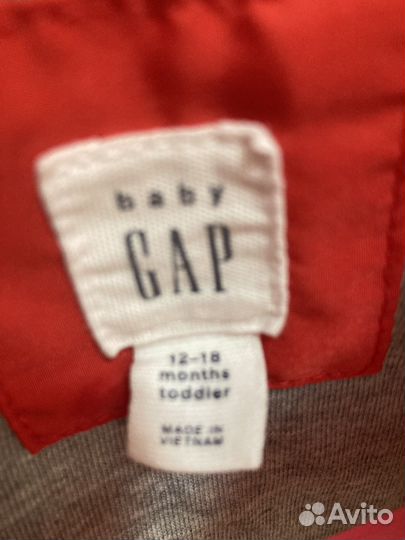 baby
GAP
12-18
months
toddler
MADE IN
VIETNAM
Avito